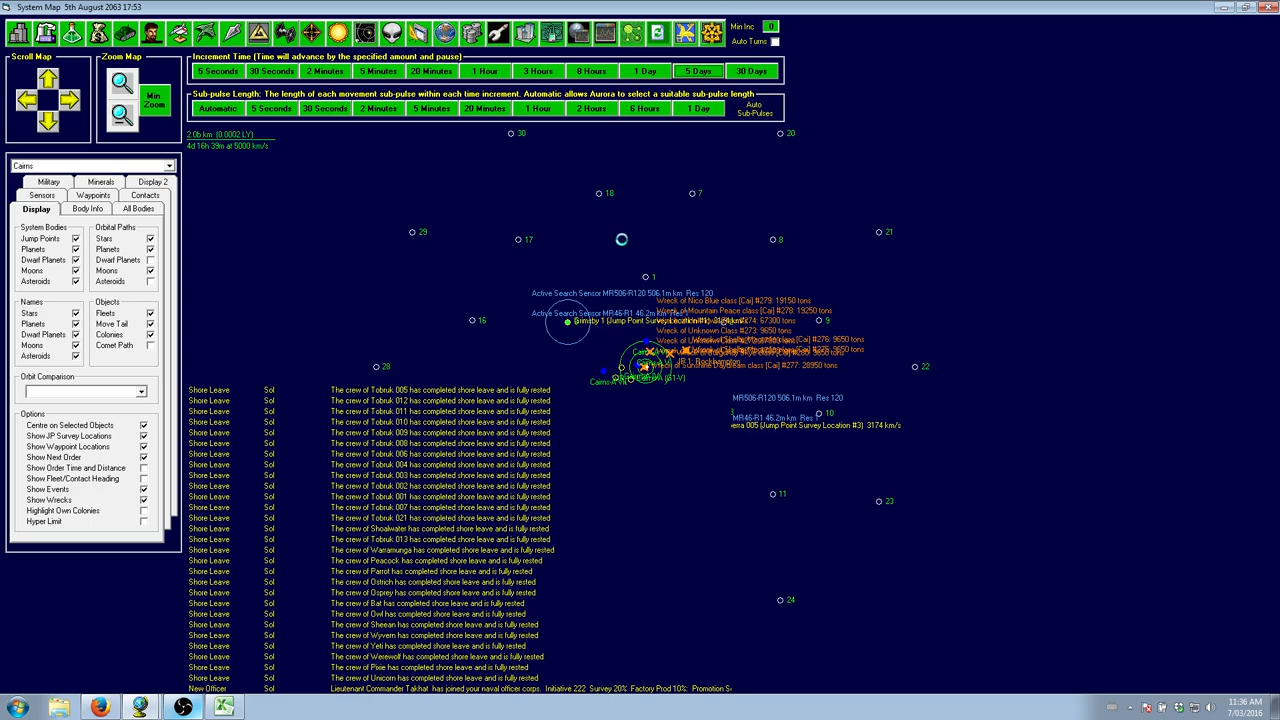 System Map   5th August 2063 17:53
Min Inc 0
Auto Turns
Scroll Map
Zoom Map
Min Zoom
Increment Time (Time will advance by the specified amount and pause)
5 Seconds 30 Seconds 2 Minutes 5 Minutes 20 Minutes 1 Hour 3 Hours 8 Hours 1 Day 5 Days 30 Days
Sub-pulse Length: The length of each movement sub-pulse within each time increment. Automatic allows Aurora to select a suitable sub-pulse length
Automatic 5 Seconds 30 Seconds 2 Minutes 5 Minutes 20 Minutes 1 Hour 2 Hours 6 Hours 1 Day Auto Sub-Pulses
2.0b km (0.0002 LY)
4d 16h 39m at 5000 km/s
30
20
Cairns
Military Minerals Display 2
Sensors Waypoints Contacts
Display Body Info All Bodies
System Bodies
Jump Points
Planets
Dwarf Planets
Moons
Asteroids
Orbital Paths
Stars
Planets
Dwarf Planets
Moons
Asteroids
Names
Stars
Planets
Dwarf Planets
Moons
Asteroids
Objects
Fleets
Move Tail
Colonies
Comet Path
Orbit Comparison
Options
Centre on Selected Objects
Show JP Survey Locations
Show Waypoint Locations
Show Next Order
Show Order Time and Distance
Show Fleet/Contact Heading
Show Events
Show Wrecks
Highlight Own Colonies
Hyper Limit
18
7
29
17
8
21
1
Active Search Sensor MR506-R120 506.1m km Res 120
Wreck of Nico Blue class [Cai] #279: 19150 tons
Wreck of Mountain Peace class [Cai] #278: 19250 tons
Active Search Sensor MR46-R1 46.2m km Res
16
Grimsby 1 (Jump Point Survey Location #1)
#274: 67300 tons
9
Wreck of Unknown Class #273: 9650 tons
JP1: Rockhampton
Wreck of Sunshine Daydream class [Cai] #277: 28950 tons
28
22
MR506-R120 506.1m km Res 120
MR46-R1 46.2m km Res
10
005 (Jump Point Survey Location #3) 3174 km/s
11
23
24
Shore Leave Sol The crew of Tobruk 005 has completed shore leave and is fully rested
Shore Leave Sol The crew of Tobruk 012 has completed shore leave and is fully rested
Shore Leave Sol The crew of Tobruk 011 has completed shore leave and is fully rested
Shore Leave Sol The crew of Tobruk 010 has completed shore leave and is fully rested
Shore Leave Sol The crew of Tobruk 009 has completed shore leave and is fully rested
Shore Leave Sol The crew of Tobruk 008 has completed shore leave and is fully rested
Shore Leave Sol The crew of Tobruk 006 has completed shore leave and is fully rested
Shore Leave Sol The crew of Tobruk 004 has completed shore leave and is fully rested
Shore Leave Sol The crew of Tobruk 003 has completed shore leave and is fully rested
Shore Leave Sol The crew of Tobruk 002 has completed shore leave and is fully rested
Shore Leave Sol The crew of Tobruk 001 has completed shore leave and is fully rested
Shore Leave Sol The crew of Tobruk 007 has completed shore leave and is fully rested
Shore Leave Sol The crew of Tobruk 021 has completed shore leave and is fully rested
Shore Leave Sol The crew of Shoalwater has completed shore leave and is fully rested
Shore Leave Sol The crew of Tobruk 013 has completed shore leave and is fully rested
Shore Leave Sol The crew of Warramunga has completed shore leave and is fully rested
Shore Leave Sol The crew of Peacock has completed shore leave and is fully rested
Shore Leave Sol The crew of Parrot has completed shore leave and is fully rested
Shore Leave Sol The crew of Ostrich has completed shore leave and is fully rested
Shore Leave Sol The crew of Osprey has completed shore leave and is fully rested
Shore Leave Sol The crew of Bat has completed shore leave and is fully rested
Shore Leave Sol The crew of Owl has completed shore leave and is fully rested
Shore Leave Sol The crew of Sheean has completed shore leave and is fully rested
Shore Leave Sol The crew of Wyvern has completed shore leave and is fully rested
Shore Leave Sol The crew of Yeti has completed shore leave and is fully rested
Shore Leave Sol The crew of Werewolf has completed shore leave and is fully rested
Shore Leave Sol The crew of Pixie has completed shore leave and is fully rested
Shore Leave Sol The crew of Unicorn has completed shore leave and is fully rested
New Officer Sol Lieutenant Commander Takhat has joined your naval officer corps. Initiative 222 Survey 20% Factory Prod 10%: Promotion
11:36 AM
7/03/2016